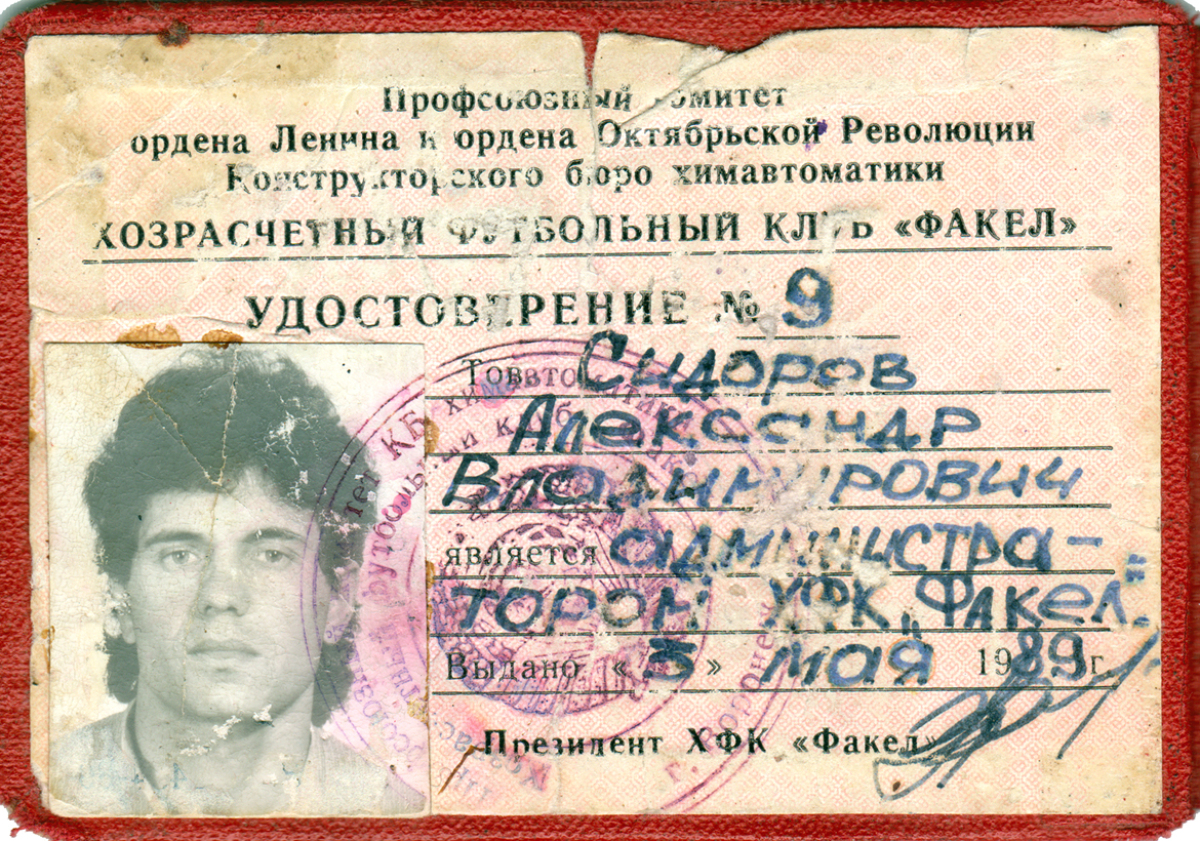 Профсоюзный комитет
ордена Ленина и ордена Октябрьской Революции
Конструкторского бюро химавтоматики
ХОЗРАСЧЕТНЫЙ ФУТБОЛЬНЫЙ КЛУБ «ФАКЕЛ»
УДОСТОВЕРЕНИЕ № 9
Тов. Сидоров
Александр
Владимирович
является администра-
тором ХФК „Факел"
Выдано «3» мая 1989 г.
Президент ХФК «Факел»